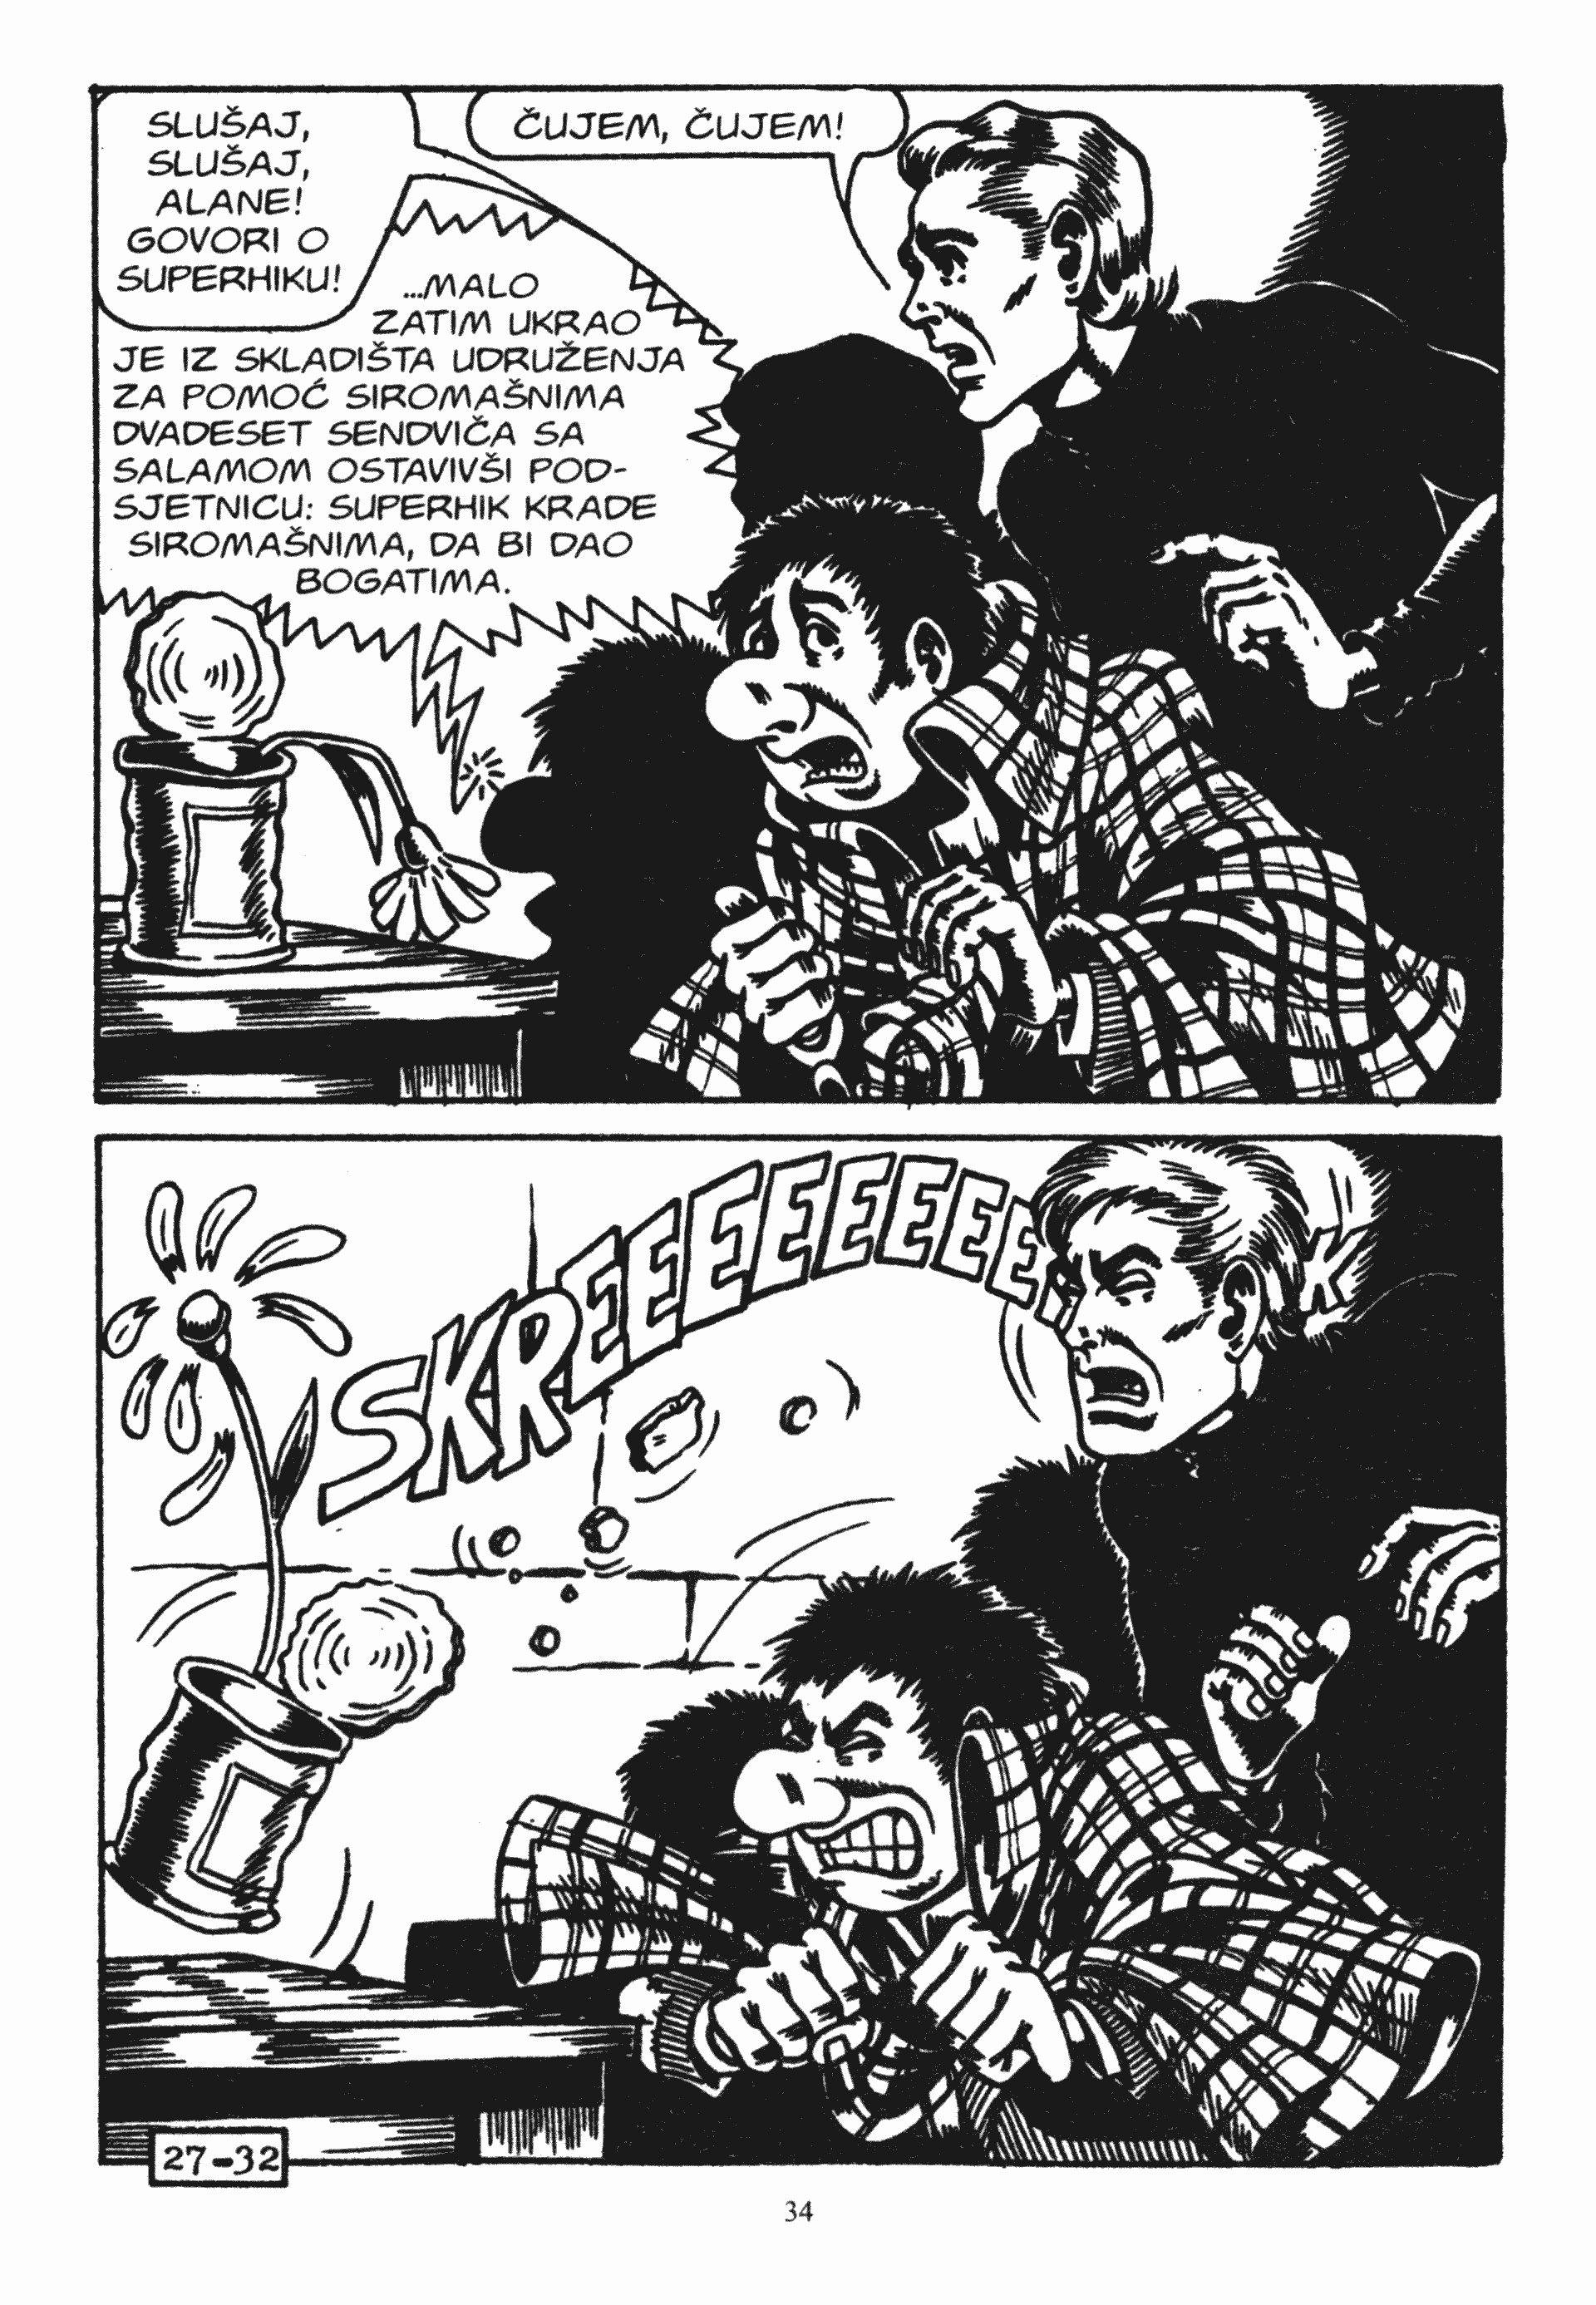 SLUŠAJ,
SLUŠAJ,
ALANE!
GOVORI O
SUPERHIKU!
ČUJEM, ČUJEM!
...MALO
ZATIM UKRAO
JE IZ SKLADIŠTA UDRUŽENJA
ZA POMOĆ SIROMAŠNIMA
DVADESET SENDVIČA SA
SALAMOM OSTAVIVŠI POD-
SJETNICU: SUPERHIK KRADE
SIROMAŠNIMA, DA BI DAO
BOGATIMA.
SKREEEEEEEEEEK
27-32
34